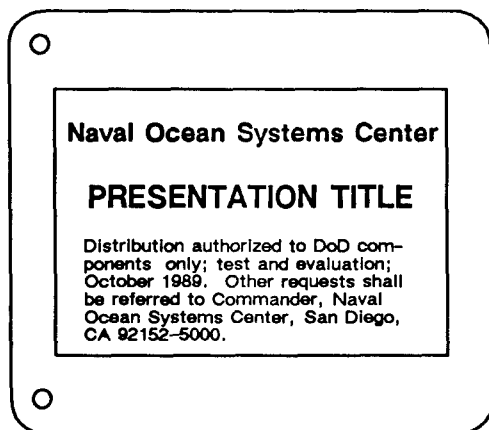 Naval Ocean Systems Center
PRESENTATION TITLE
Distribution authorized to DoD com-
ponents only; test and evaluation;
October 1989. Other requests shall
be referred to Commander, Naval
Ocean Systems Center, San Diego,
CA 92152-5000.